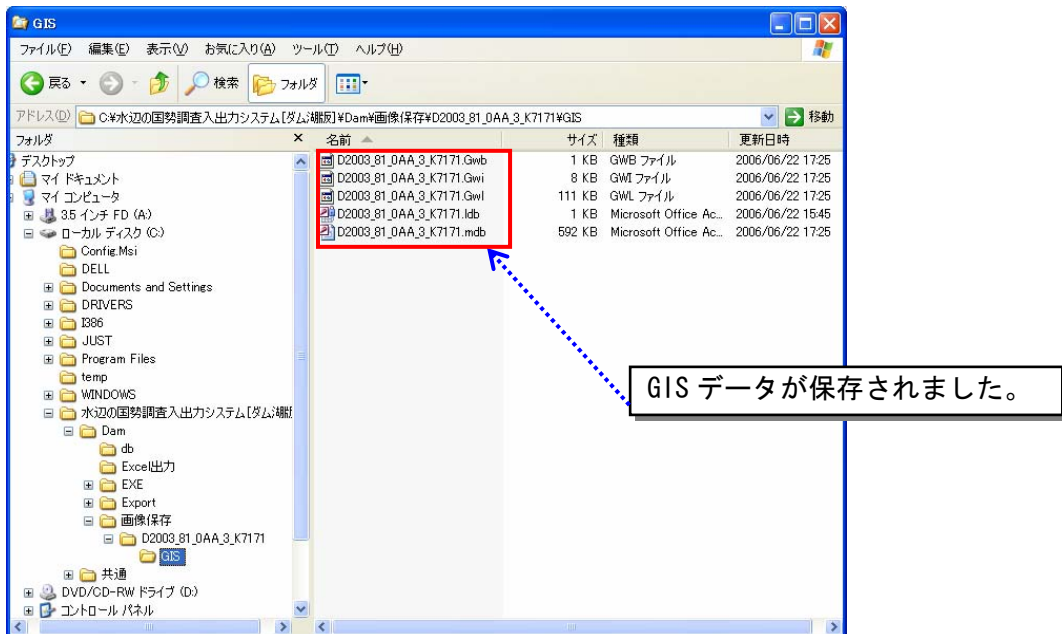 GIS
ファイル(F) 編集(E) 表示(V) お気に入り(A) ツール(T) ヘルプ(H)
戻る 検索 フォルダ
アドレス(D) C:¥水辺の国勢調査入出力システム[ダム湖版]¥Dam¥画像保存¥D2003_81_0AA_3_K7171¥GIS 移動
フォルダ × 名前 サイズ 種類 更新日時
デスクトップ
マイ ドキュメント
マイ コンピュータ
3.5 インチ FD (A:)
ローカル ディスク (C:)
Config.Msi
DELL
Documents and Settings
DRIVERS
I386
JUST
Program Files
temp
WINDOWS
水辺の国勢調査入出力システム[ダム湖版
Dam
db
Excel出力
EXE
Export
画像保存
D2003_81_0AA_3_K7171
GIS
共通
DVD/CD-RW ドライブ (D:)
コントロール パネル
D2003_81_0AA_3_K7171.Gwb 1 KB GWB ファイル 2006/06/22 17:25
D2003_81_0AA_3_K7171.Gwi 8 KB GWI ファイル 2006/06/22 17:25
D2003_81_0AA_3_K7171.Gwl 111 KB GWL ファイル 2006/06/22 17:25
D2003_81_0AA_3_K7171.ldb 1 KB Microsoft Office Ac... 2006/06/22 15:45
D2003_81_0AA_3_K7171.mdb 592 KB Microsoft Office Ac... 2006/06/22 17:25
GIS データが保存されました。